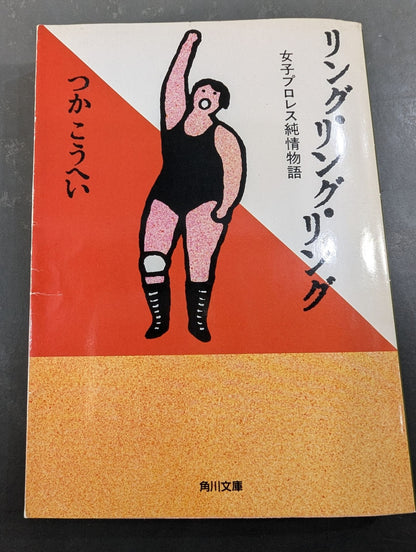 リング・リング・リング
女子プロレス純情物語
つかこうへい
角川文庫